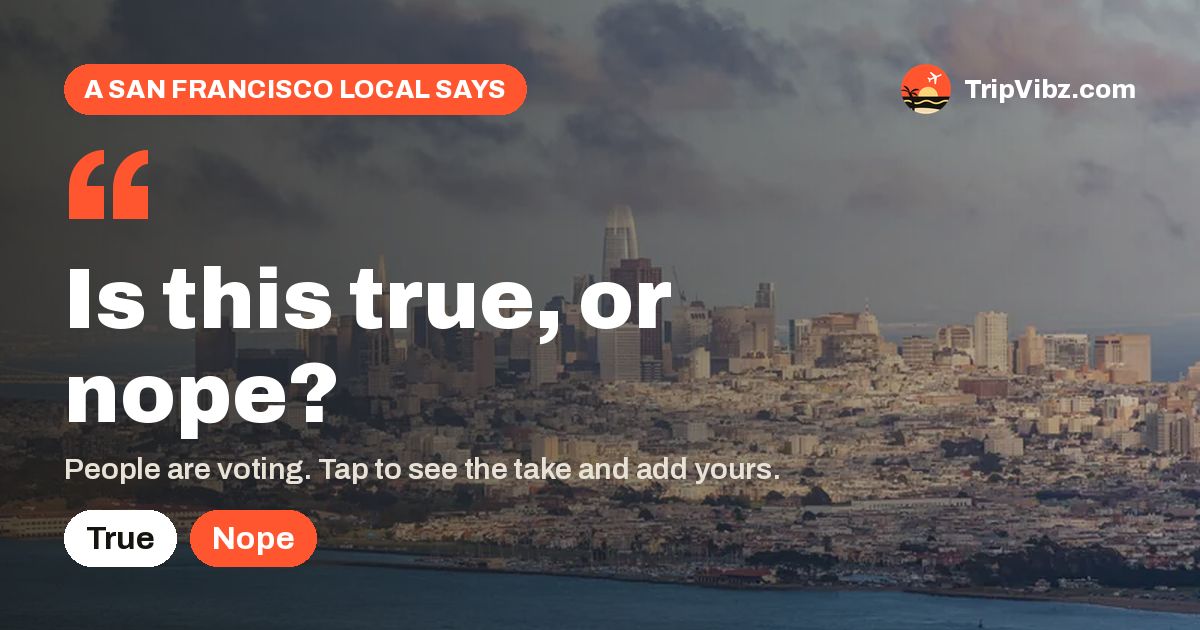 A SAN FRANCISCO LOCAL SAYS
TripVibz.com
“
Is this true, or
nope?
People are voting. Tap to see the take and add yours.
True
Nope